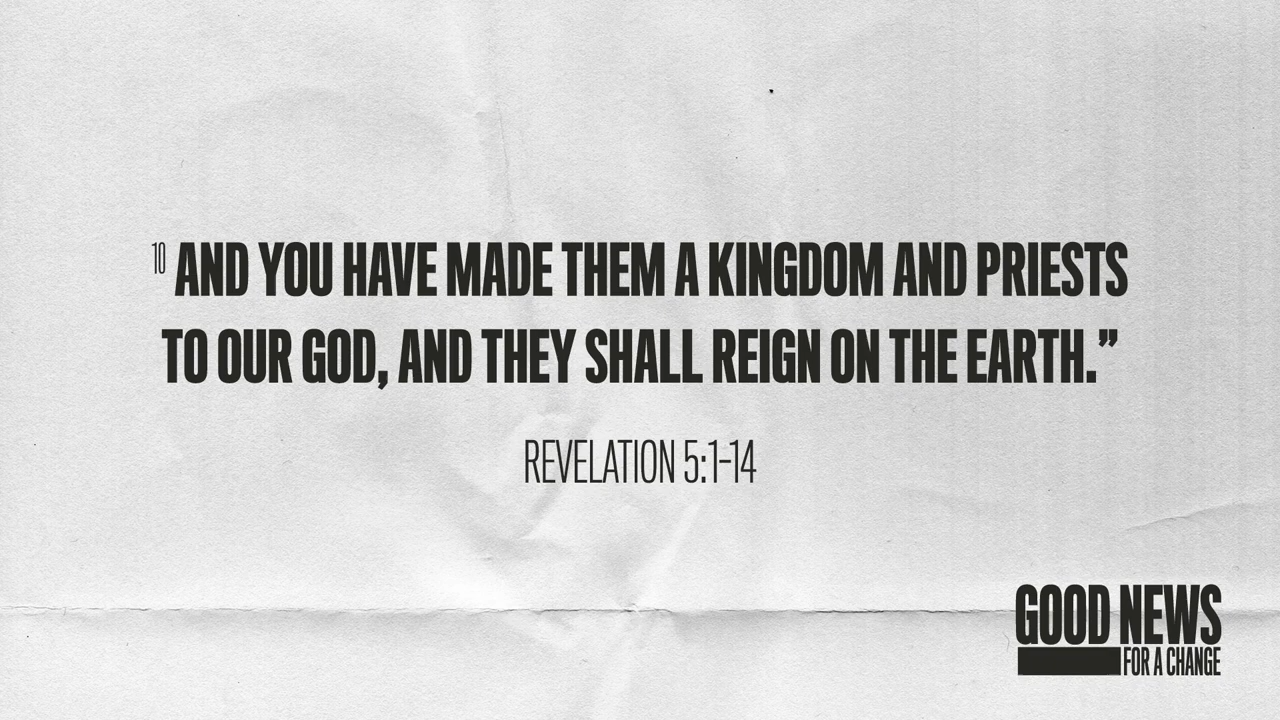 10 AND YOU HAVE MADE THEM A KINGDOM AND PRIESTS
TO OUR GOD, AND THEY SHALL REIGN ON THE EARTH.”
REVELATION 5:1–14
GOOD NEWS
FOR A CHANGE